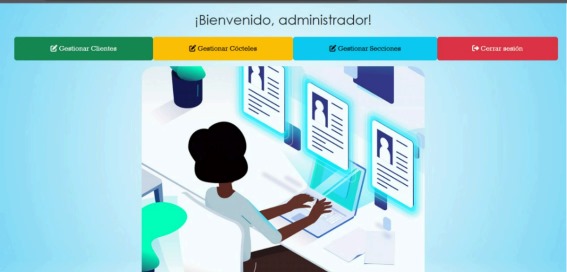 ¡Bienvenido, administrador!
Gestionar Clientes
Gestionar Cócteles
Gestionar Secciones
Cerrar sesión